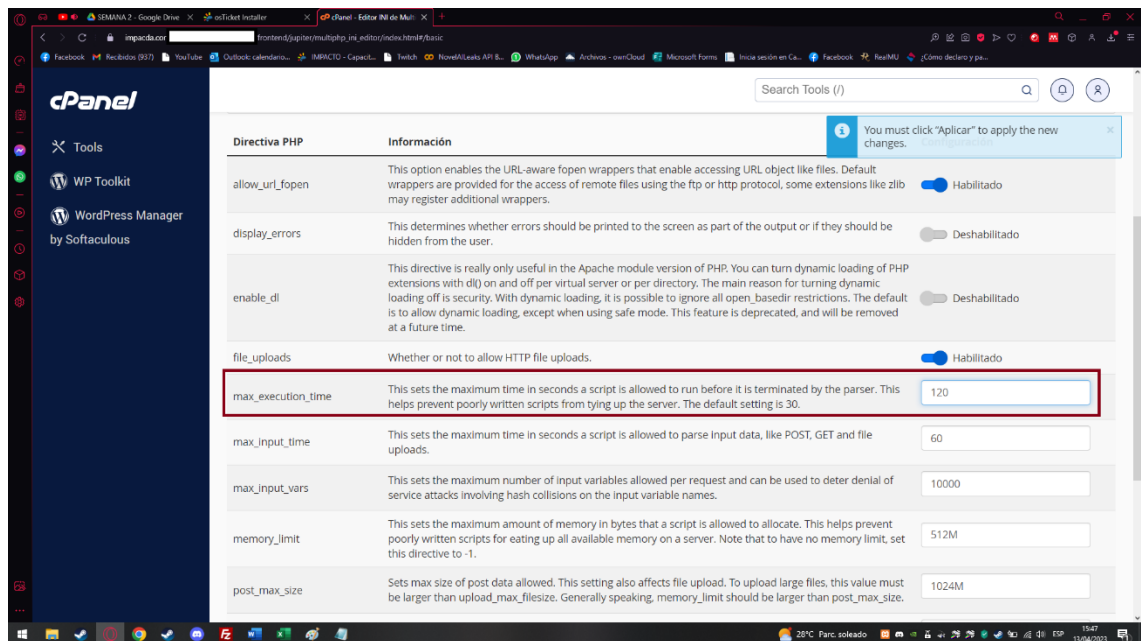 SEMANA 2 - Google Drive
osTicket Installer
cPanel - Editor INI de Mult
impacda.cor
frontend/jupiter/multiphp_ini_editor/index.html#/basic
Facebook
Recibidos (937)
YouTube
Outlook: calendario...
IMPACTO - Capacit...
Twitch
NovelAILeaks API B...
WhatsApp
Archivos - ownCloud
Microsoft Forms
Inicia sesión en Ca...
Facebook
RealMU
¿Cómo declaro y pa...
cPanel
Search Tools (/)
Tools
WP Toolkit
WordPress Manager
by Softaculous
You must click "Aplicar" to apply the new
changes.
Directiva PHP
Información
Configuración
allow_url_fopen
This option enables the URL-aware fopen wrappers that enable accessing URL object like files. Default
wrappers are provided for the access of remote files using the ftp or http protocol, some extensions like zlib
may register additional wrappers.
Habilitado
display_errors
This determines whether errors should be printed to the screen as part of the output or if they should be
hidden from the user.
Deshabilitado
enable_dl
This directive is really only useful in the Apache module version of PHP. You can turn dynamic loading of PHP
extensions with dl() on and off per virtual server or per directory. The main reason for turning dynamic
loading off is security. With dynamic loading, it is possible to ignore all open_basedir restrictions. The default
is to allow dynamic loading, except when using safe mode. This feature is deprecated, and will be removed
at a future time.
Deshabilitado
file_uploads
Whether or not to allow HTTP file uploads.
Habilitado
max_execution_time
This sets the maximum time in seconds a script is allowed to run before it is terminated by the parser. This
helps prevent poorly written scripts from tying up the server. The default setting is 30.
120
max_input_time
This sets the maximum time in seconds a script is allowed to parse input data, like POST, GET and file
uploads.
60
max_input_vars
This sets the maximum number of input variables allowed per request and can be used to deter denial of
service attacks involving hash collisions on the input variable names.
10000
memory_limit
This sets the maximum amount of memory in bytes that a script is allowed to allocate. This helps prevent
poorly written scripts for eating up all available memory on a server. Note that to have no memory limit, set
this directive to -1.
512M
post_max_size
Sets max size of post data allowed. This setting also affects file upload. To upload large files, this value must
be larger than upload_max_filesize. Generally speaking, memory_limit should be larger than post_max_size.
1024M
28°C Parc. soleado
ESP
15:47
13/04/2023